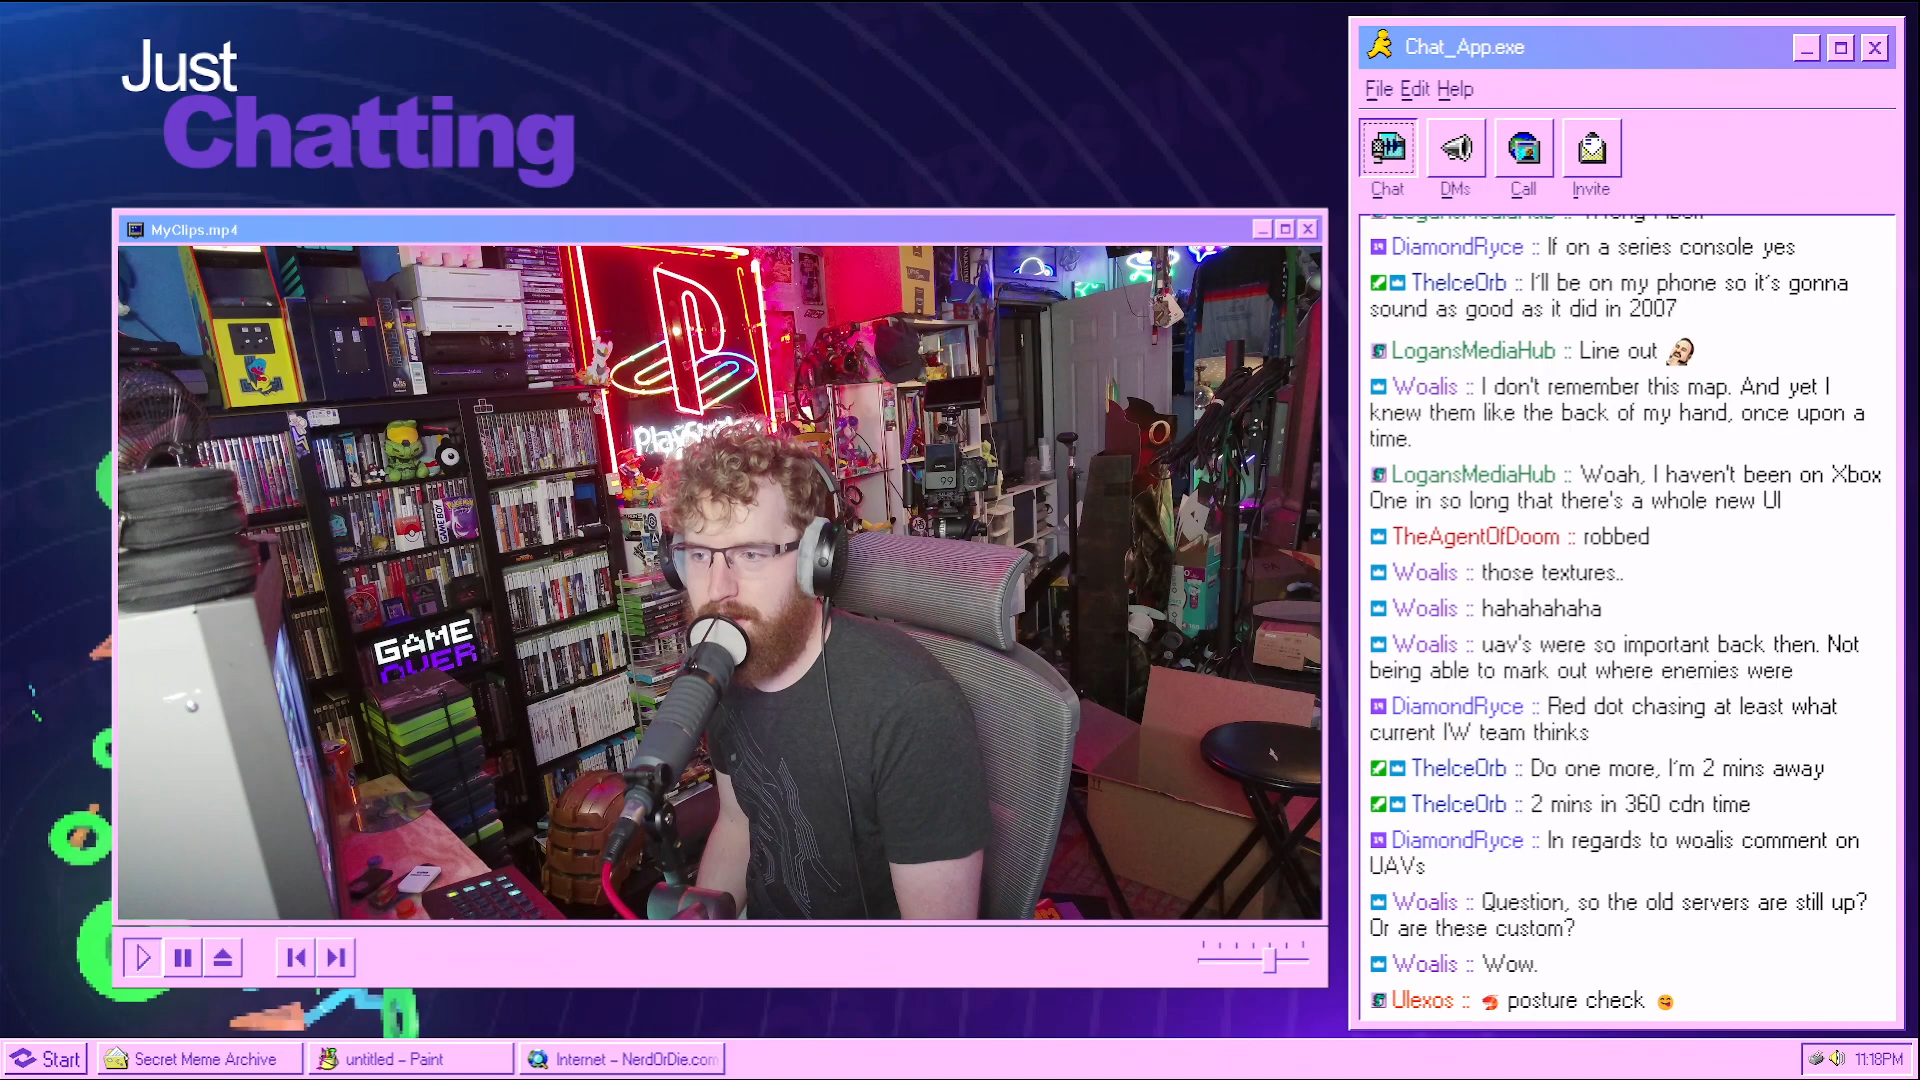 Just
Chatting
MyClips.mp4
PlayStation
GAME
OVER
GAME BOY
99
Chat_App.exe
File Edit Help
Chat DMs Call Invite
DiamondRyce :: If on a series console yes
TheIceOrb :: I'll be on my phone so it's gonna
sound as good as it did in 2007
LogansMediaHub :: Line out
Woalis :: I don't remember this map. And yet I
knew them like the back of my hand, once upon a
time.
LogansMediaHub :: Woah, I haven't been on Xbox
One in so long that there's a whole new UI
TheAgentOfDoom :: robbed
Woalis :: those textures..
Woalis :: hahahahaha
Woalis :: uav's were so important back then. Not
being able to mark out where enemies were
DiamondRyce :: Red dot chasing at least what
current IW team thinks
TheIceOrb :: Do one more, I'm 2 mins away
TheIceOrb :: 2 mins in 360 cdn time
DiamondRyce :: In regards to woalis comment on
UAVs
Woalis :: Question, so the old servers are still up?
Or are these custom?
Woalis :: Wow.
Ulexos :: 🦐 posture check 😋
Start
Secret Meme Archive
untitled - Paint
Internet - NerdOrDie.com
11:18PM